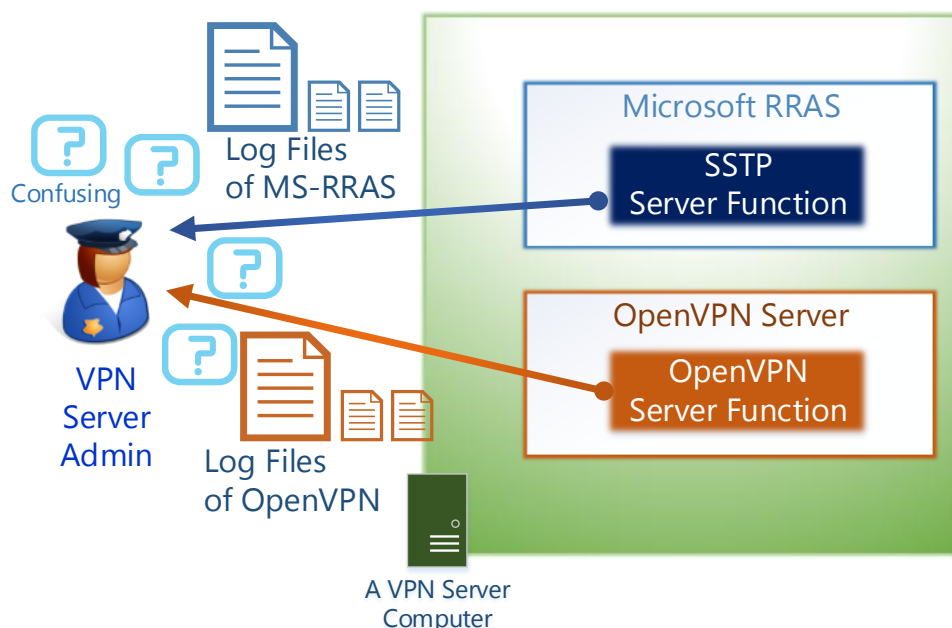 Log Files
of MS-RRAS
?
?
Confusing
?
?
VPN
Server
Admin
Log Files
of OpenVPN
Microsoft RRAS
SSTP
Server Function
OpenVPN Server
OpenVPN
Server Function
A VPN Server
Computer